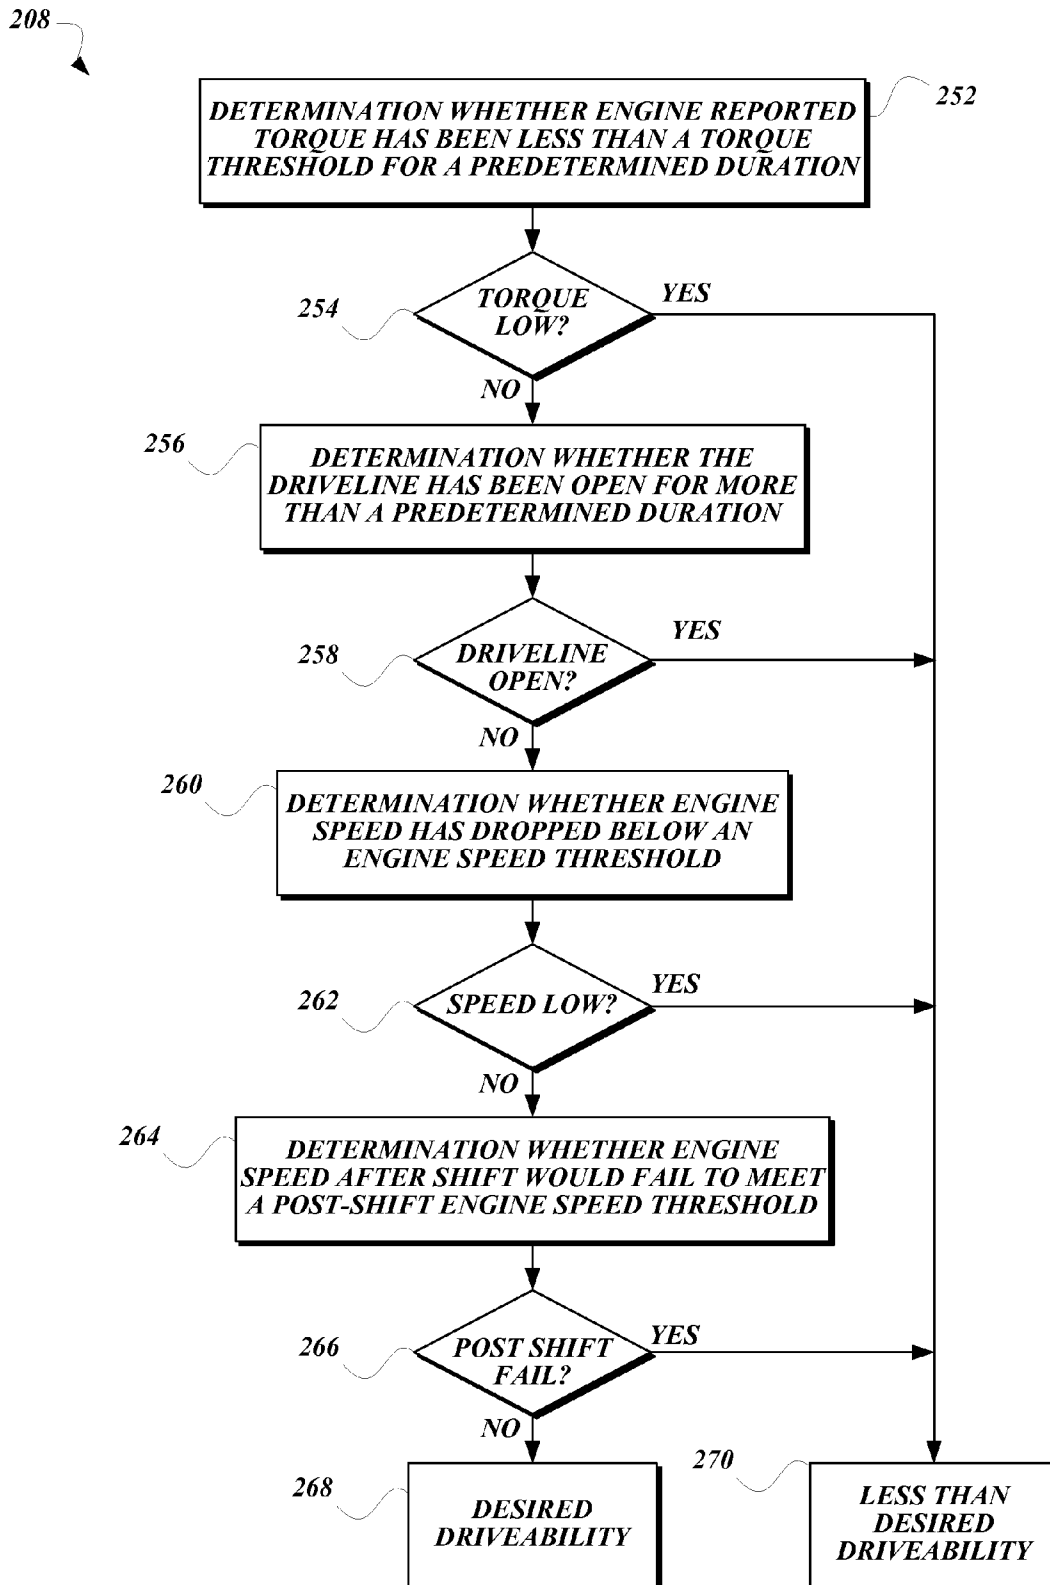 208
252
DETERMINATION WHETHER ENGINE REPORTED
TORQUE HAS BEEN LESS THAN A TORQUE
THRESHOLD FOR A PREDETERMINED DURATION
254
TORQUE
LOW?
YES
NO
256
DETERMINATION WHETHER THE
DRIVELINE HAS BEEN OPEN FOR MORE
THAN A PREDETERMINED DURATION
258
DRIVELINE
OPEN?
YES
NO
260
DETERMINATION WHETHER ENGINE
SPEED HAS DROPPED BELOW AN
ENGINE SPEED THRESHOLD
262
SPEED LOW?
YES
NO
264
DETERMINATION WHETHER ENGINE
SPEED AFTER SHIFT WOULD FAIL TO MEET
A POST-SHIFT ENGINE SPEED THRESHOLD
266
POST SHIFT
FAIL?
YES
NO
268
DESIRED
DRIVEABILITY
270
LESS THAN
DESIRED
DRIVEABILITY